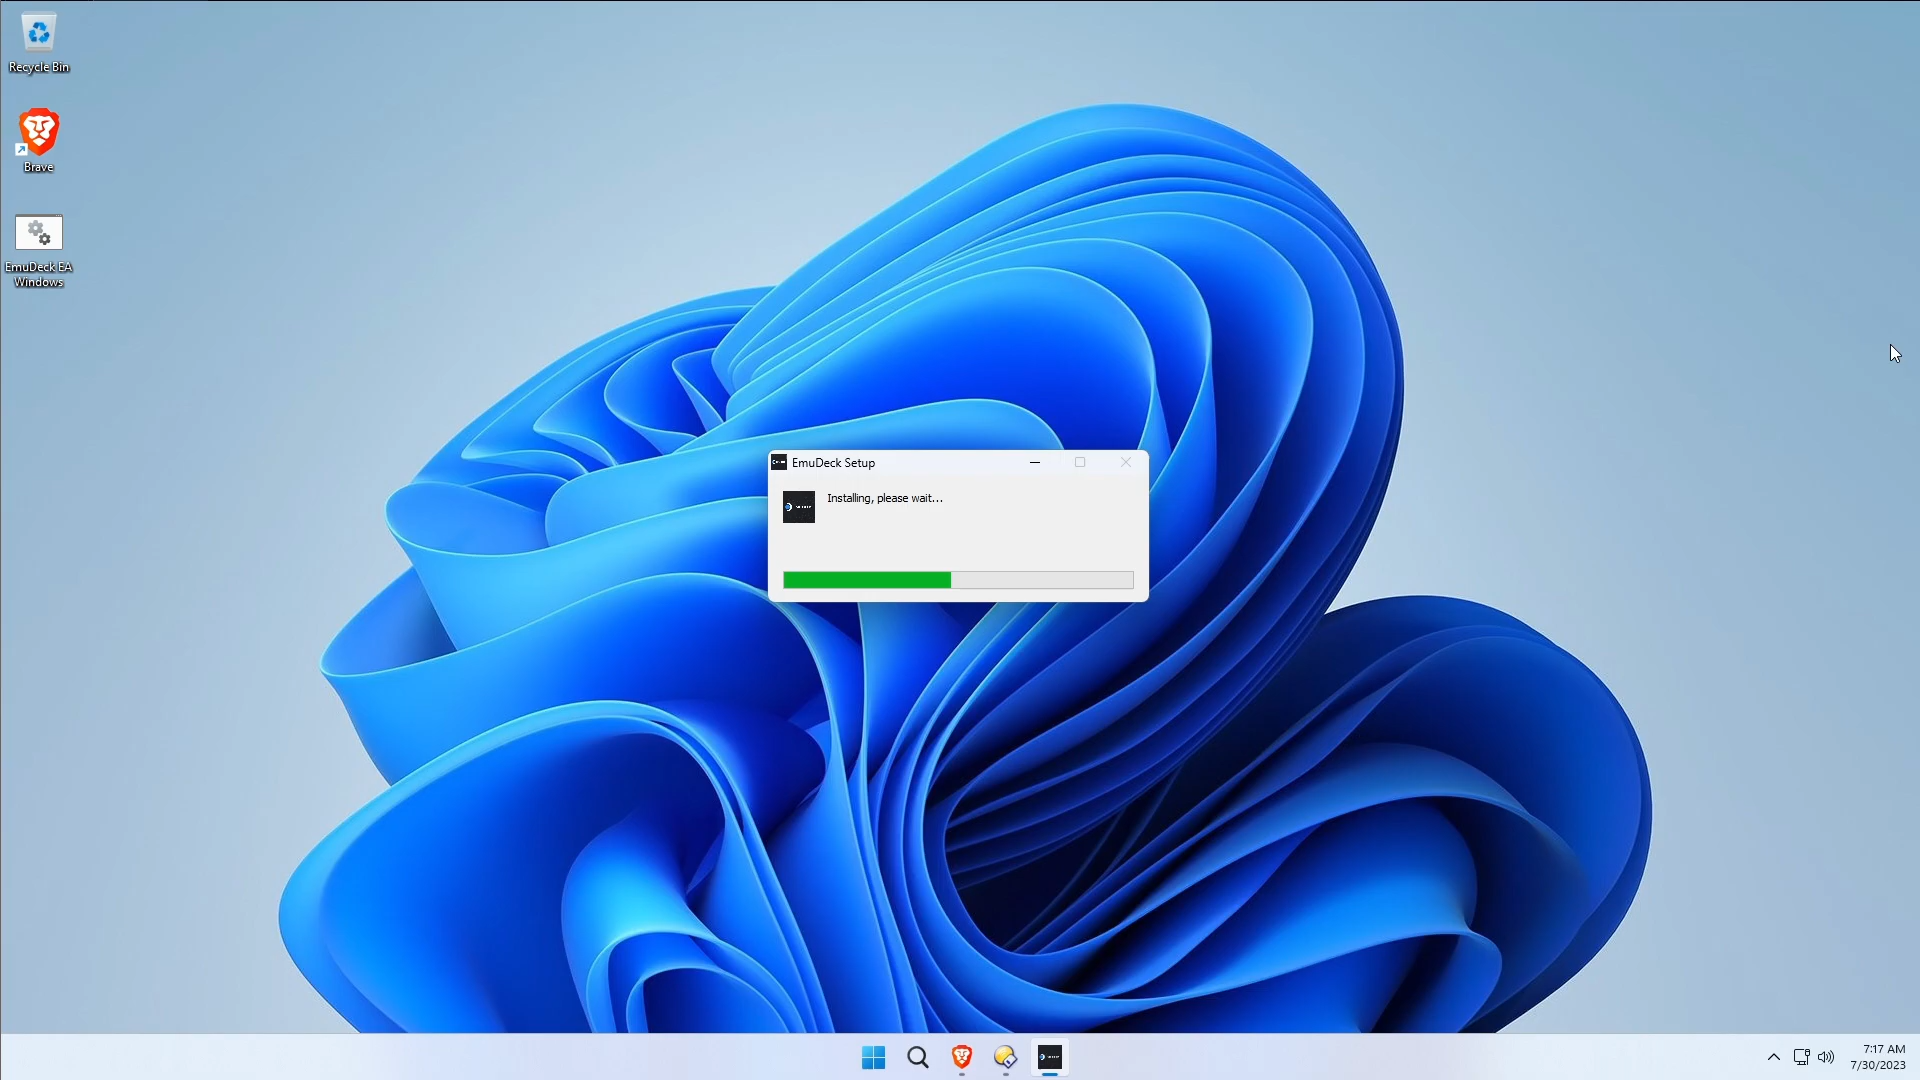 Recycle Bin
Brave
EmuDeck EA
Windows
EmuDeck Setup
Installing, please wait...
7:17 AM
7/30/2023